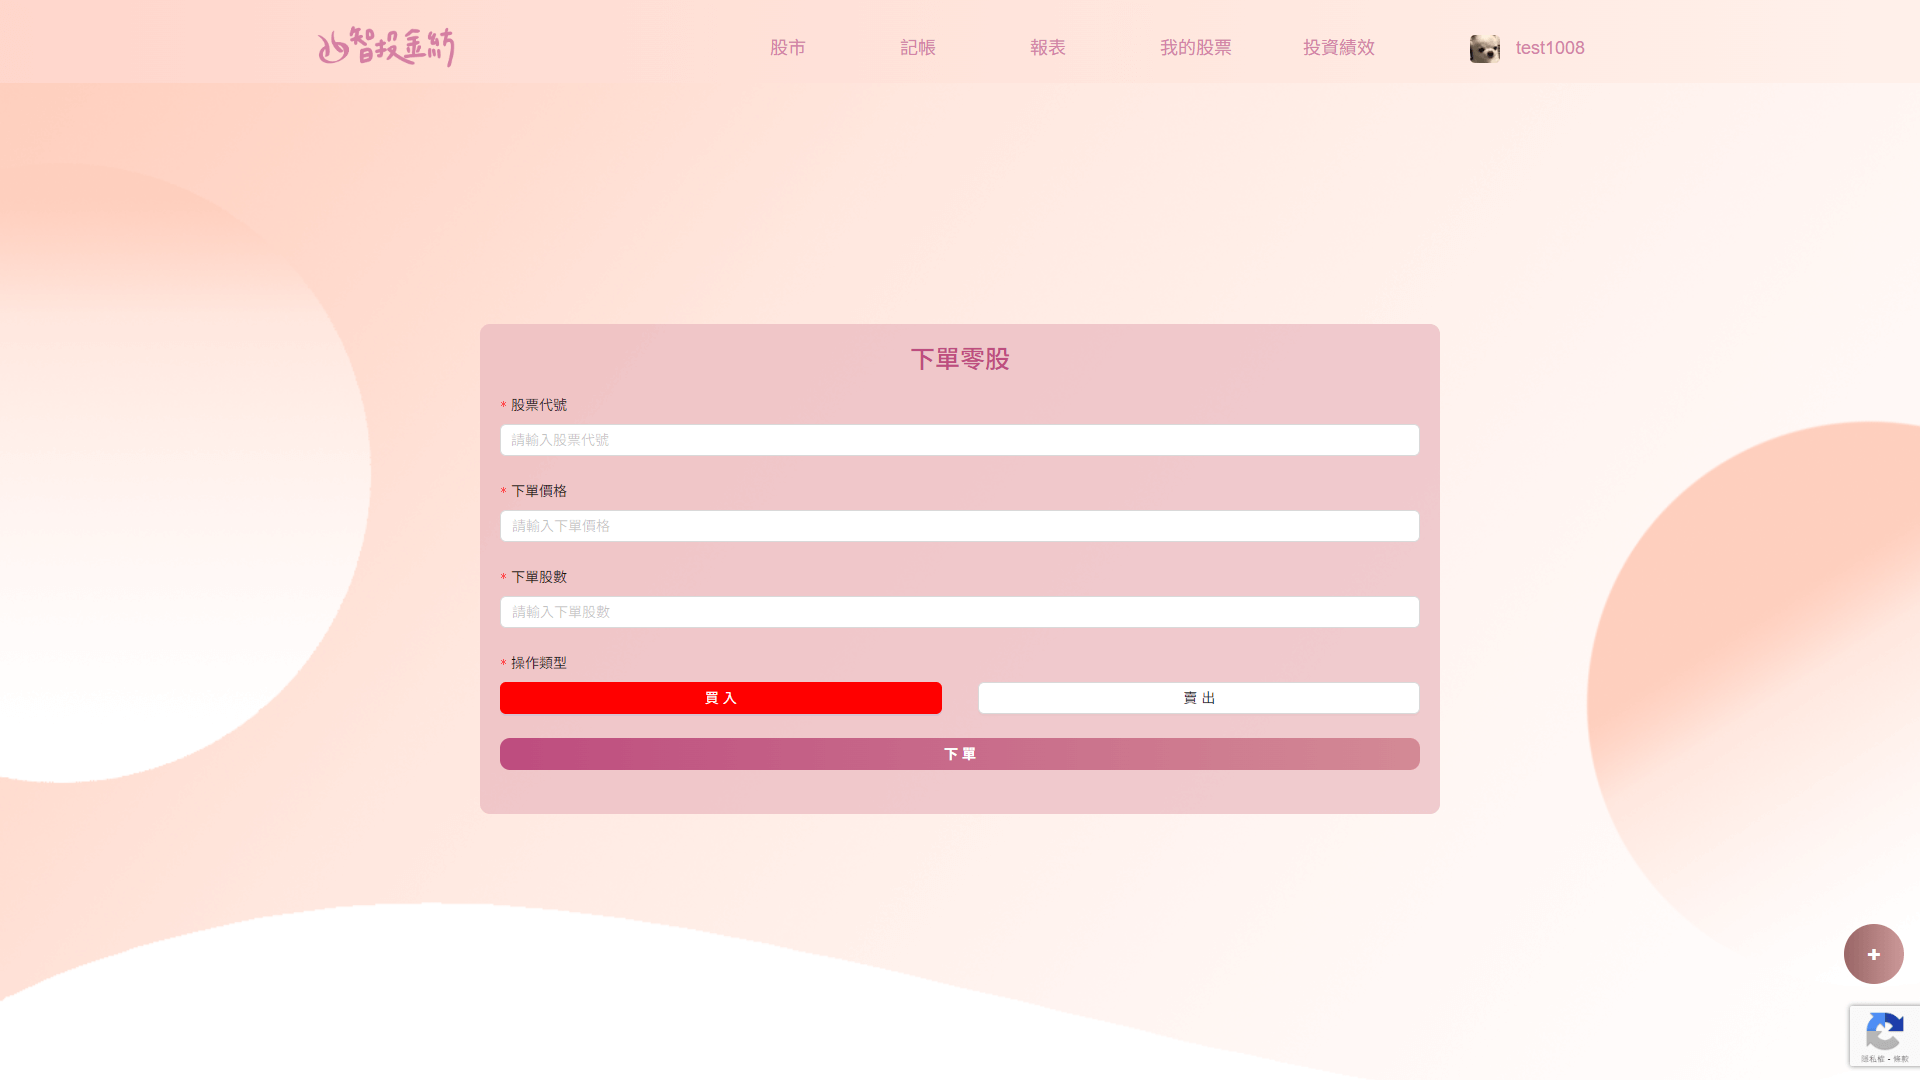 智投金紡
股市
記帳
報表
我的股票
投資績效
test1008
下單零股
* 股票代號
請輸入股票代號
* 下單價格
請輸入下單價格
* 下單股數
請輸入下單股數
* 操作類型
買 入
賣 出
下 單
+
隱私權 - 條款